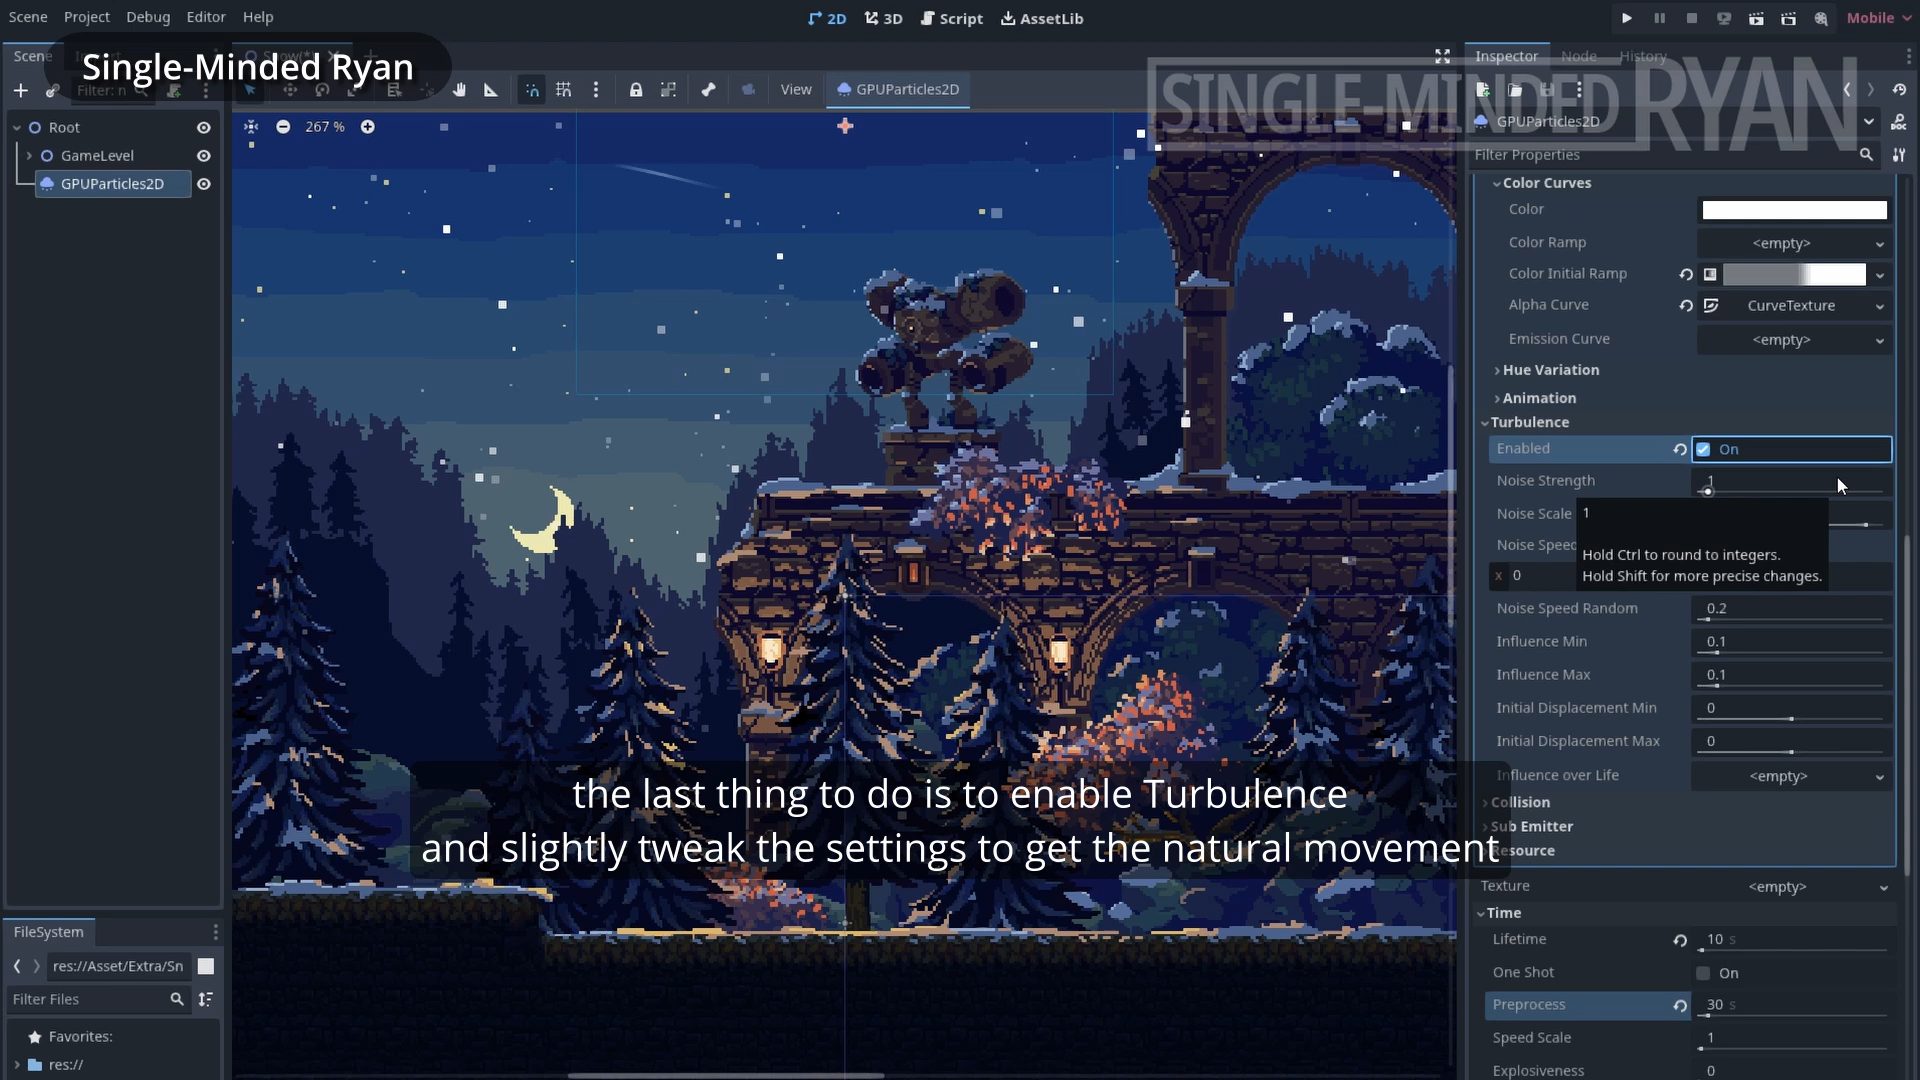 Scene Project Debug Editor Help
2D 3D Script AssetLib
Mobile
Scene
Single-Minded Ryan
Inspector Node History
SINGLE-MINDED RYAN
View GPUParticles2D
GPUParticles2D
Filter Properties
267 %
Root
GameLevel
GPUParticles2D
Color Curves
Color
Color Ramp <empty>
Color Initial Ramp
Alpha Curve CurveTexture
Emission Curve <empty>
Hue Variation
Animation
Turbulence
Enabled On
Noise Strength 1
Noise Scale
1
Hold Ctrl to round to integers.
Hold Shift for more precise changes.
Noise Speed
x 0
Noise Speed Random 0.2
Influence Min 0.1
Influence Max 0.1
Initial Displacement Min 0
Initial Displacement Max 0
Influence over Life <empty>
Collision
Sub Emitter
the last thing to do is to enable Turbulence
and slightly tweak the settings to get the natural movement
Texture <empty>
Time
Lifetime 10 s
One Shot On
Preprocess 30 s
Speed Scale 1
Explosiveness 0
FileSystem
res://Asset/Extra/Sn
Filter Files
Favorites:
res://